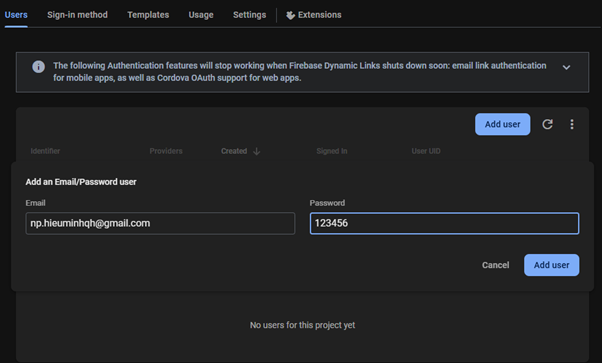 Users Sign-in method Templates Usage Settings Extensions
The following Authentication features will stop working when Firebase Dynamic Links shuts down soon: email link authentication
for mobile apps, as well as Cordova OAuth support for web apps.
Add user
Identifier Providers Created Signed In User UID
Add an Email/Password user
Email Password
np.hieuminhqh@gmail.com 123456
Cancel Add user
No users for this project yet